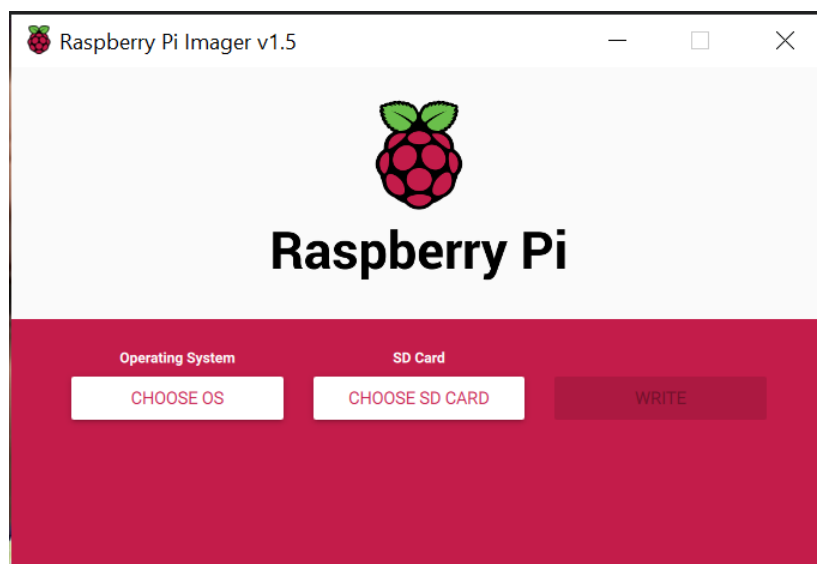 Raspberry Pi Imager v1.5
Raspberry Pi
Operating System
SD Card
CHOOSE OS
CHOOSE SD CARD
WRITE